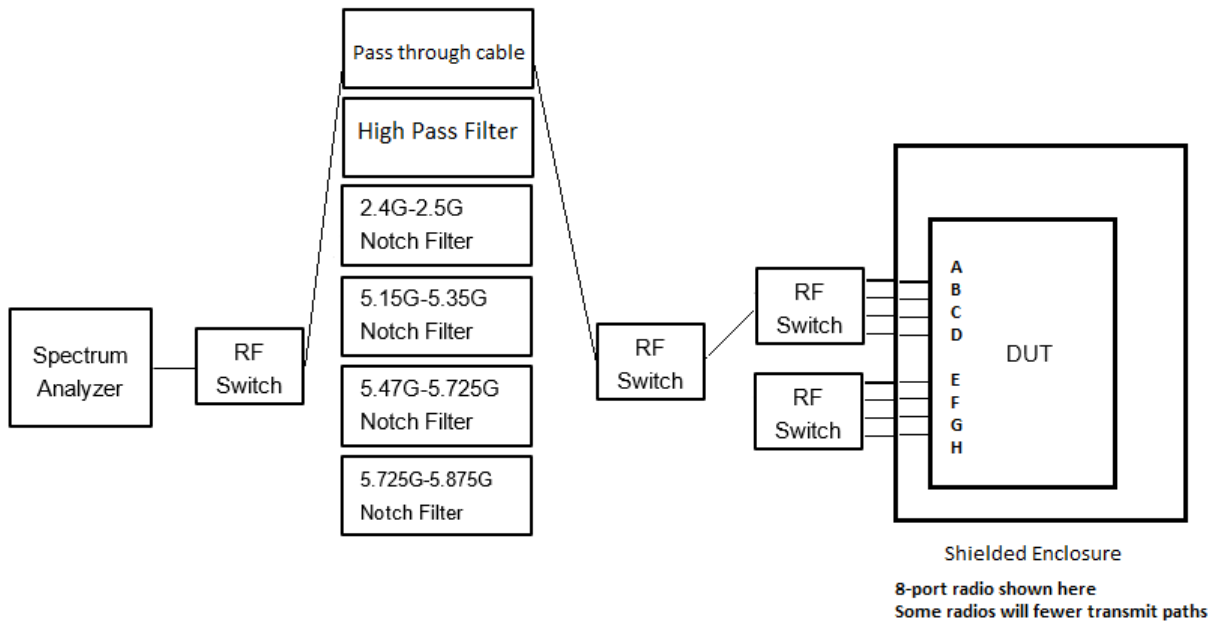 Pass through cable
High Pass Filter
2.4G-2.5G
Notch Filter
5.15G-5.35G
Notch Filter
5.47G-5.725G
Notch Filter
5.725G-5.875G
Notch Filter
Spectrum
Analyzer
RF
Switch
RF
Switch
RF
Switch
RF
Switch
A
B
C
D
E
F
G
H
DUT
Shielded Enclosure
8-port radio shown here
Some radios will fewer transmit paths